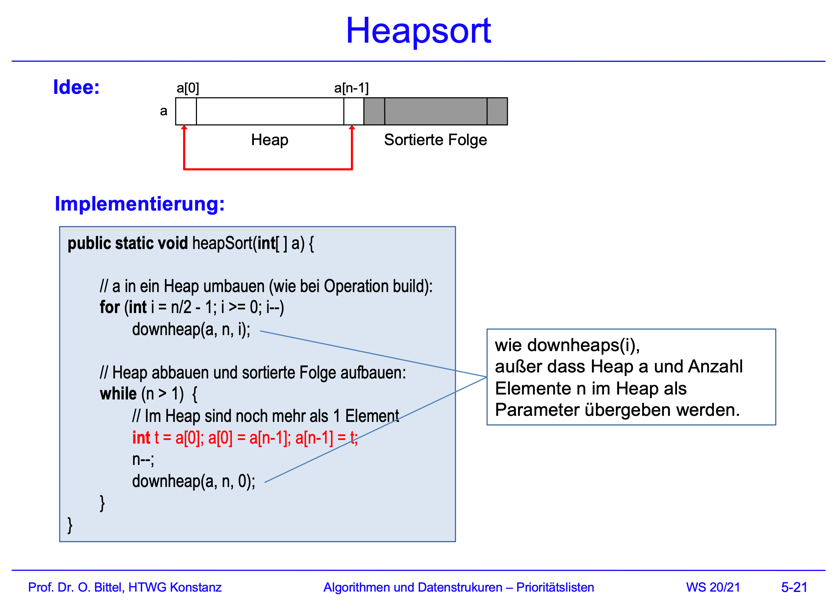 Heapsort
Idee:
a[0] a[n-1]
a
Heap Sortierte Folge
Implementierung:
public static void heapSort(int[ ] a) {
// a in ein Heap umbauen (wie bei Operation build):
for (int i = n/2 - 1; i >= 0; i--)
downheap(a, n, i);
// Heap abbauen und sortierte Folge aufbauen:
while (n > 1) {
// Im Heap sind noch mehr als 1 Element
int t = a[0]; a[0] = a[n-1]; a[n-1] = t;
n--;
downheap(a, n, 0);
}
}
wie downheaps(i),
außer dass Heap a und Anzahl
Elemente n im Heap als
Parameter übergeben werden.
Prof. Dr. O. Bittel, HTWG Konstanz Algorithmen und Datenstrukuren – Prioritätslisten WS 20/21 5-21